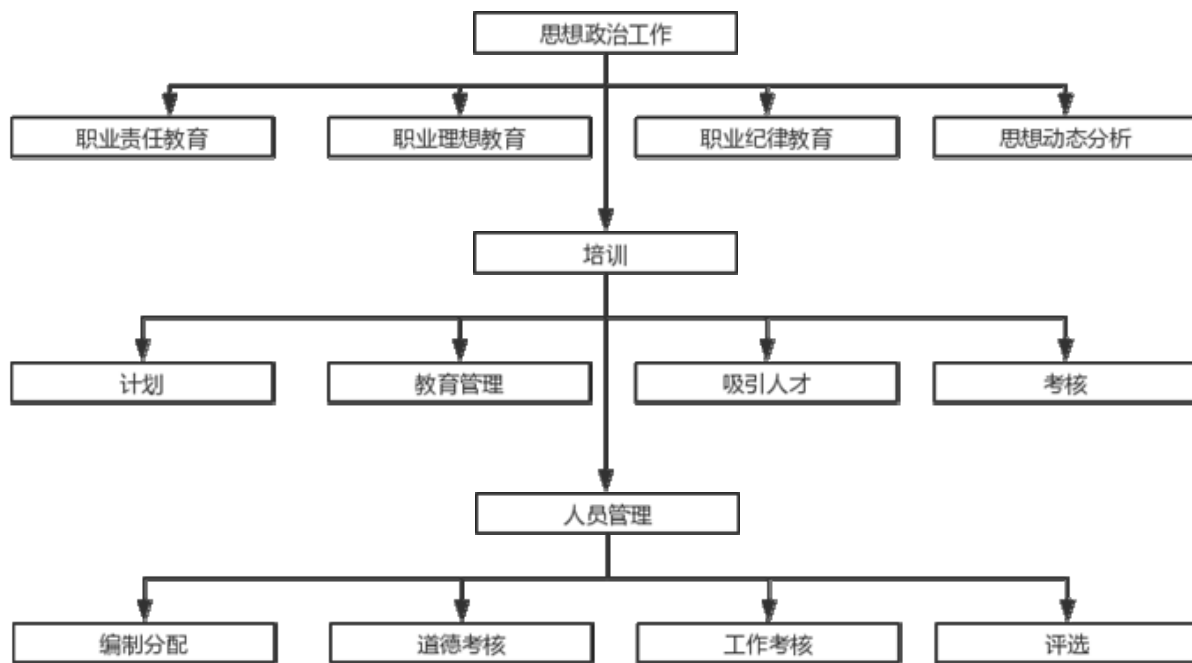 思想政治工作
职业责任教育
职业理想教育
职业纪律教育
思想动态分析
培训
计划
教育管理
吸引人才
考核
人员管理
编制分配
道德考核
工作考核
评选